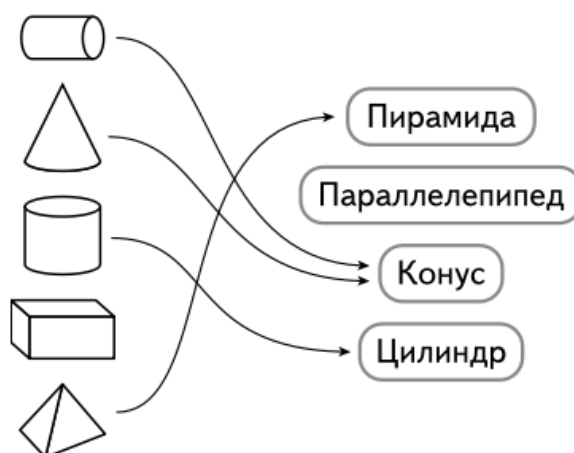 Пирамида
Параллелепипед
Конус
Цилиндр